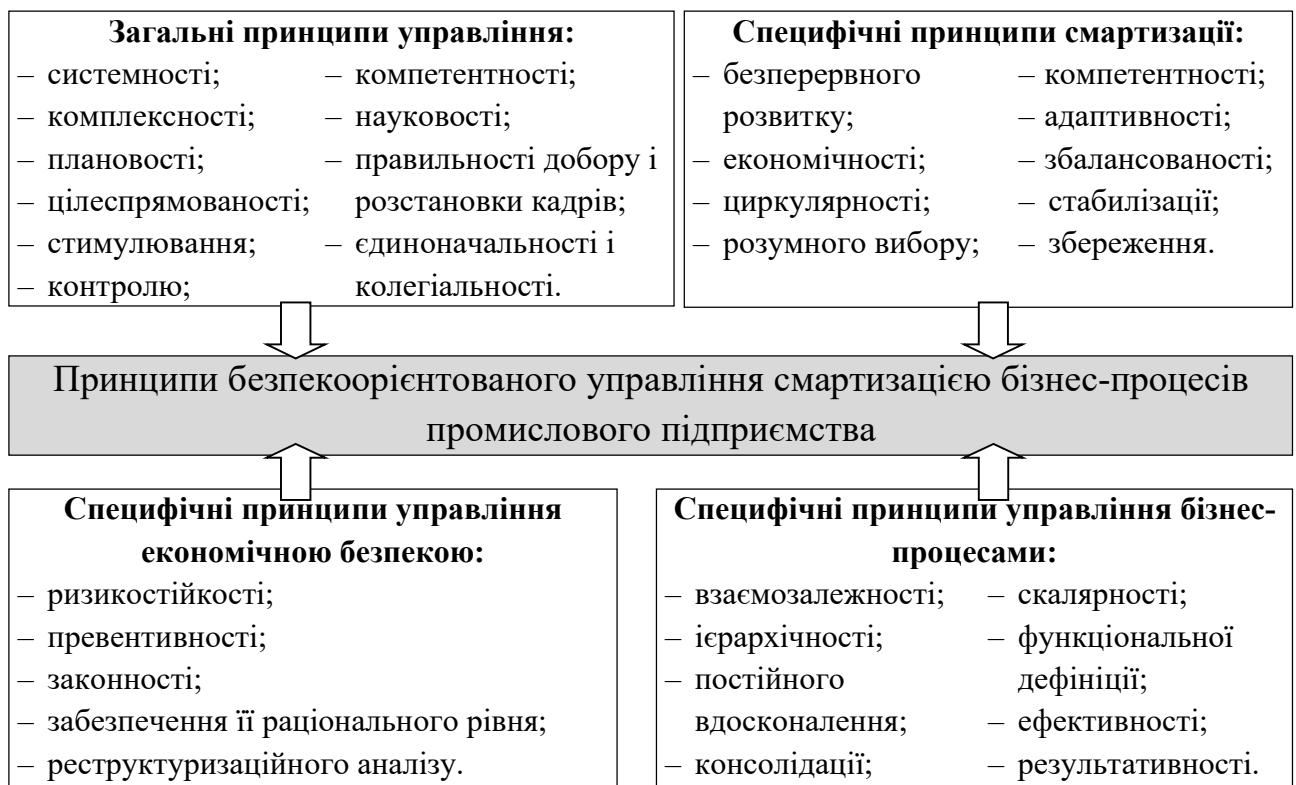 Загальні принципи управління:
– системності;
– комплексності;
– плановості;
– цілеспрямованості;
– стимулювання;
– контролю;
– компетентності;
– науковості;
– правильності добору і
розстановки кадрів;
– єдиноначальності і
колегіальності.
Специфічні принципи смартизації:
– безперервного
розвитку;
– економічності;
– циркулярності;
– розумного вибору;
– компетентності;
– адаптивності;
– збалансованості;
– стабілізації;
– збереження.
Принципи безпекоорієнтованого управління смартизацією бізнес-процесів
промислового підприємства
Специфічні принципи управління
економічною безпекою:
– ризикостійкості;
– превентивності;
– законності;
– забезпечення її раціонального рівня;
– реструктуризаційного аналізу.
Специфічні принципи управління бізнес-
процесами:
– взаємозалежності;
– ієрархічності;
– постійного
вдосконалення;
– консолідації;
– скалярності;
– функціональної
дефініції;
– ефективності;
– результативності.